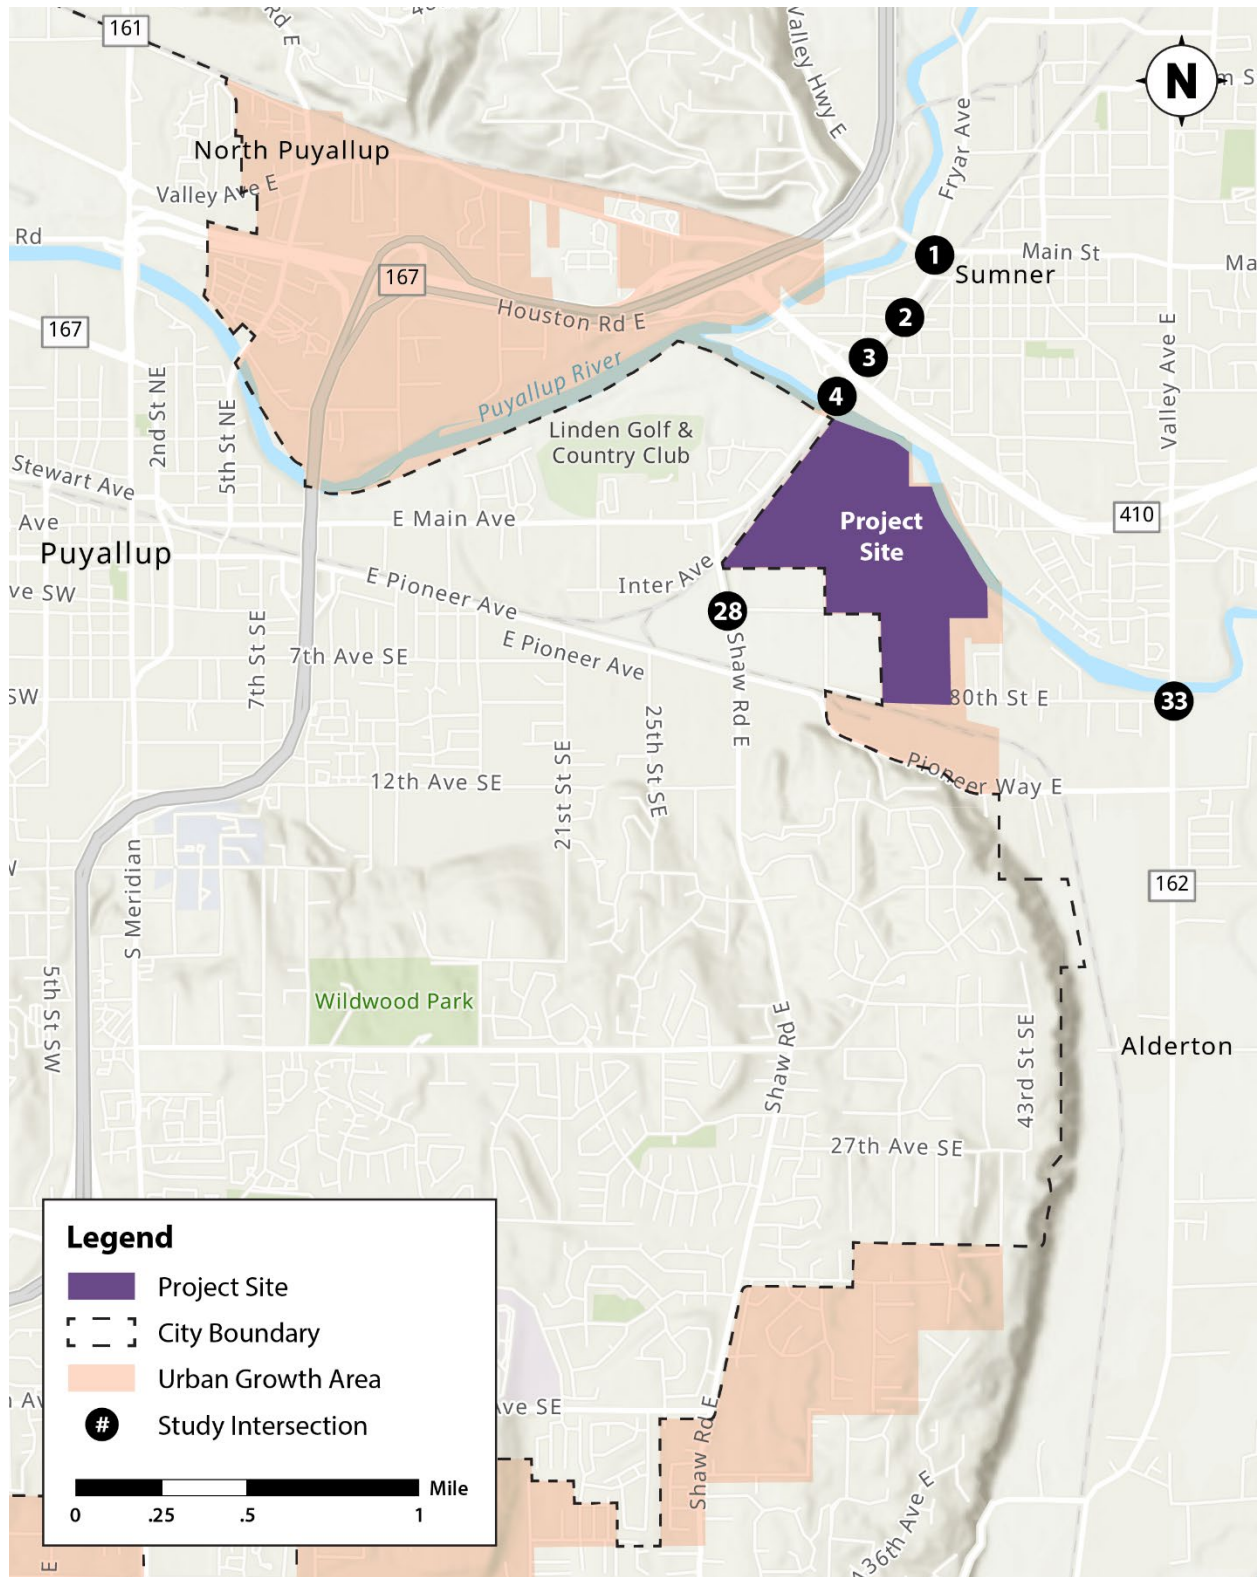 161
Rd E
Valley Hwy E
N
m S
North Puyallup
Fryar Ave
Valley Ave E
Rd
1
Main St
Ma
Sumner
167
Houston Rd E
2
167
3
Puyallup River
4
Valley Ave E
2nd St NE
5th St NE
Linden Golf &
Country Club
Stewart Ave
E Main Ave
410
Ave
Project
Site
Puyallup
E Pioneer Ave
Inter Ave
ve SW
28
E Pioneer Ave
Shaw Rd E
7th Ave SE
7th St SE
SW
80th St E
33
25th St SE
21st St SE
12th Ave SE
Pioneer Way E
S Meridian
162
5th St SW
Wildwood Park
Shaw Rd E
43rd St SE
Alderton
27th Ave SE
Legend
Project Site
City Boundary
Urban Growth Area
# Study Intersection
Ave SE
Shaw Rd E
Mile
0 .25 .5 1
136th Ave E
E